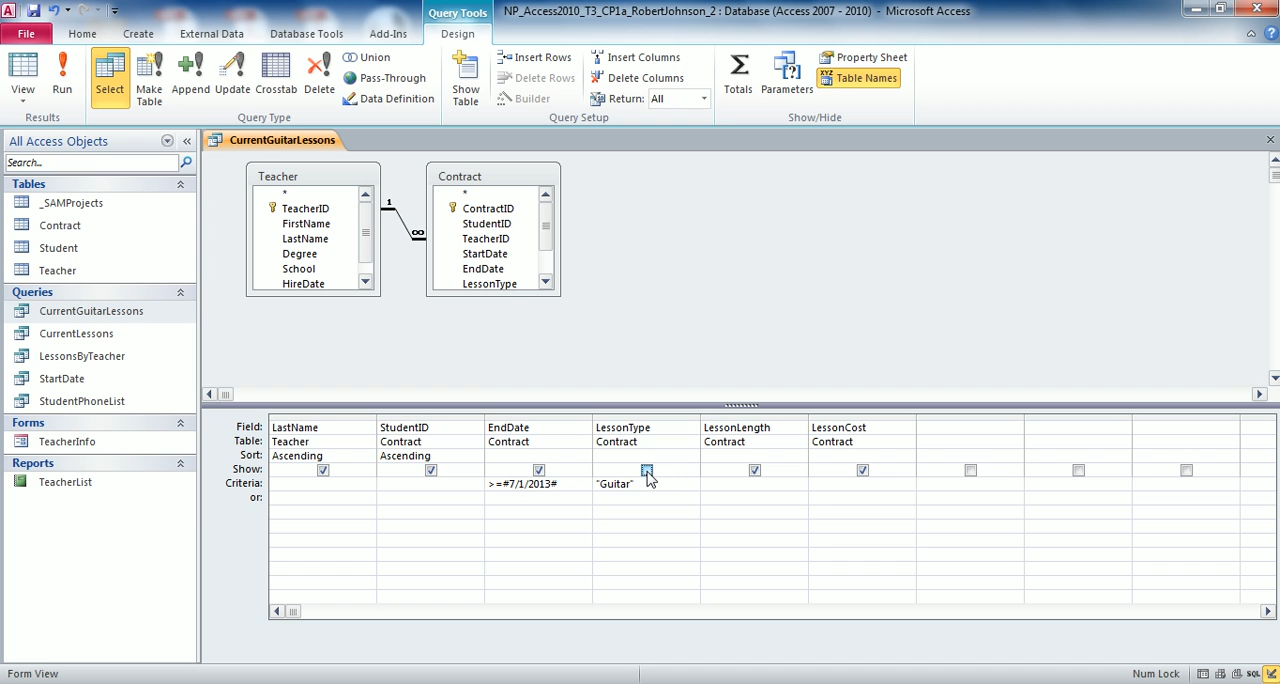 Query Tools
NP_Access2010_T3_CP1a_RobertJohnson_2 : Database (Access 2007 - 2010) - Microsoft Access
File Home Create External Data Database Tools Add-Ins Design
View
Run
Select
Make Table
Append
Update
Crosstab
Delete
Union
Pass-Through
Data Definition
Show Table
Insert Rows
Delete Rows
Builder
Insert Columns
Delete Columns
Return: All
Totals
Parameters
Property Sheet
XYZ Table Names
Results
Query Type
Query Setup
Show/Hide
All Access Objects
Search...
Tables
_SAMProjects
Contract
Student
Teacher
Queries
CurrentGuitarLessons
CurrentLessons
LessonsByTeacher
StartDate
StudentPhoneList
Forms
TeacherInfo
Reports
TeacherList
CurrentGuitarLessons
Teacher
*
TeacherID
FirstName
LastName
Degree
School
HireDate
1
∞
Contract
*
ContractID
StudentID
TeacherID
StartDate
EndDate
LessonType
Field: LastName StudentID EndDate LessonType LessonLength LessonCost
Table: Teacher Contract Contract Contract Contract Contract
Sort: Ascending Ascending
Show:
Criteria: >=#7/1/2013# "Guitar"
or:
Form View
Num Lock
SQL